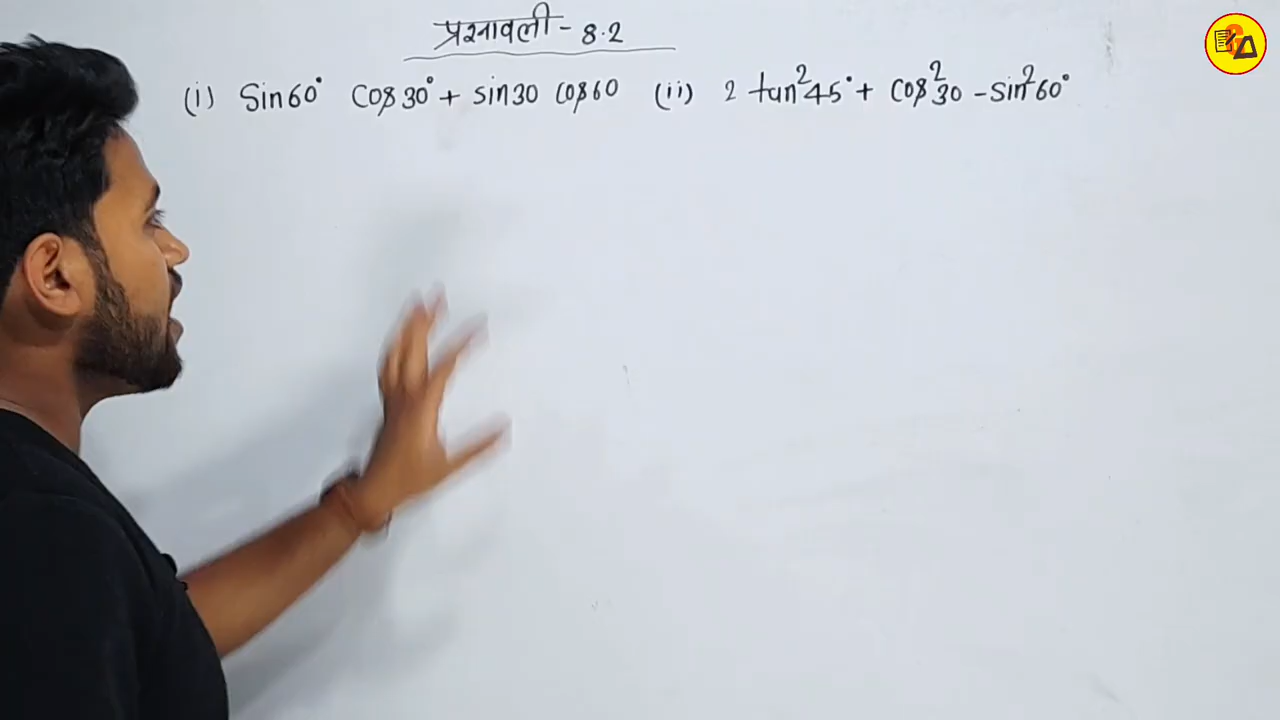 प्रश्नावली - 8.2
(i) Sin60° Cos30° + sin30 Cos60 (ii) 2 tan²45° + Cos²30 - Sin²60°